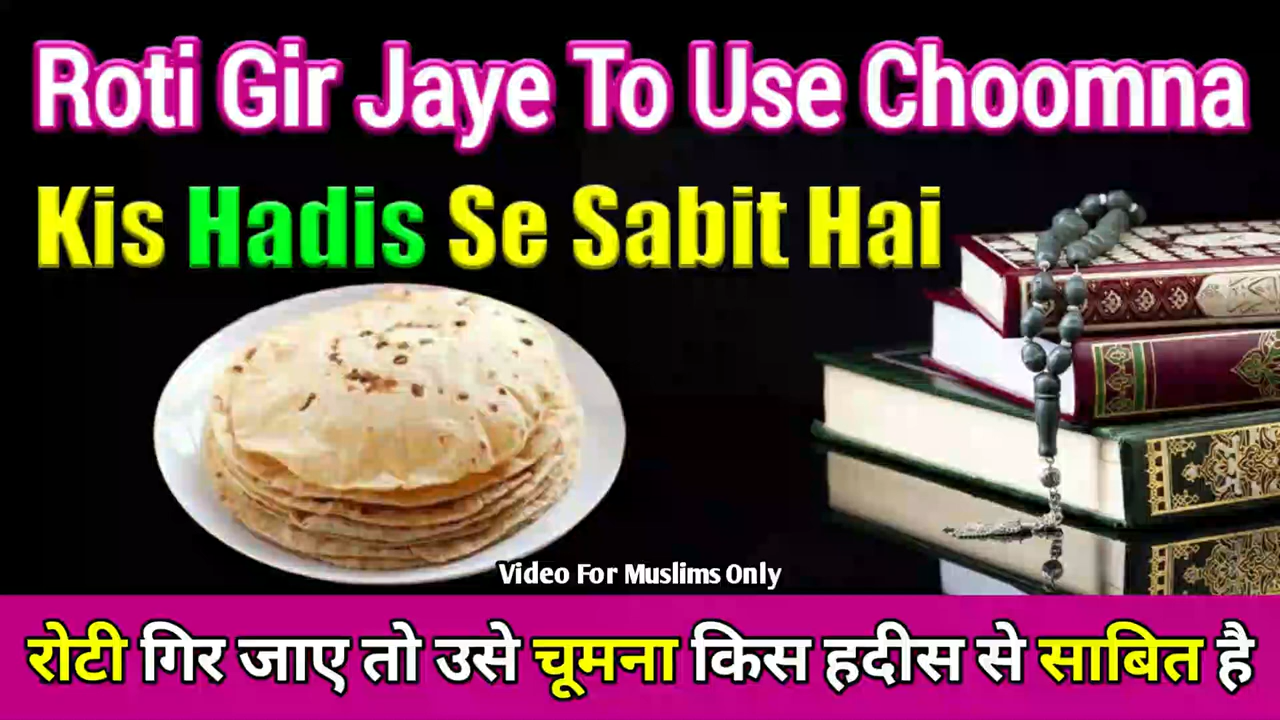 Roti Gir Jaye To Use Choomna
Kis Hadis Se Sabit Hai
Video For Muslims Only
रोटी गिर जाए तो उसे चूमना किस हदीस से साबित है